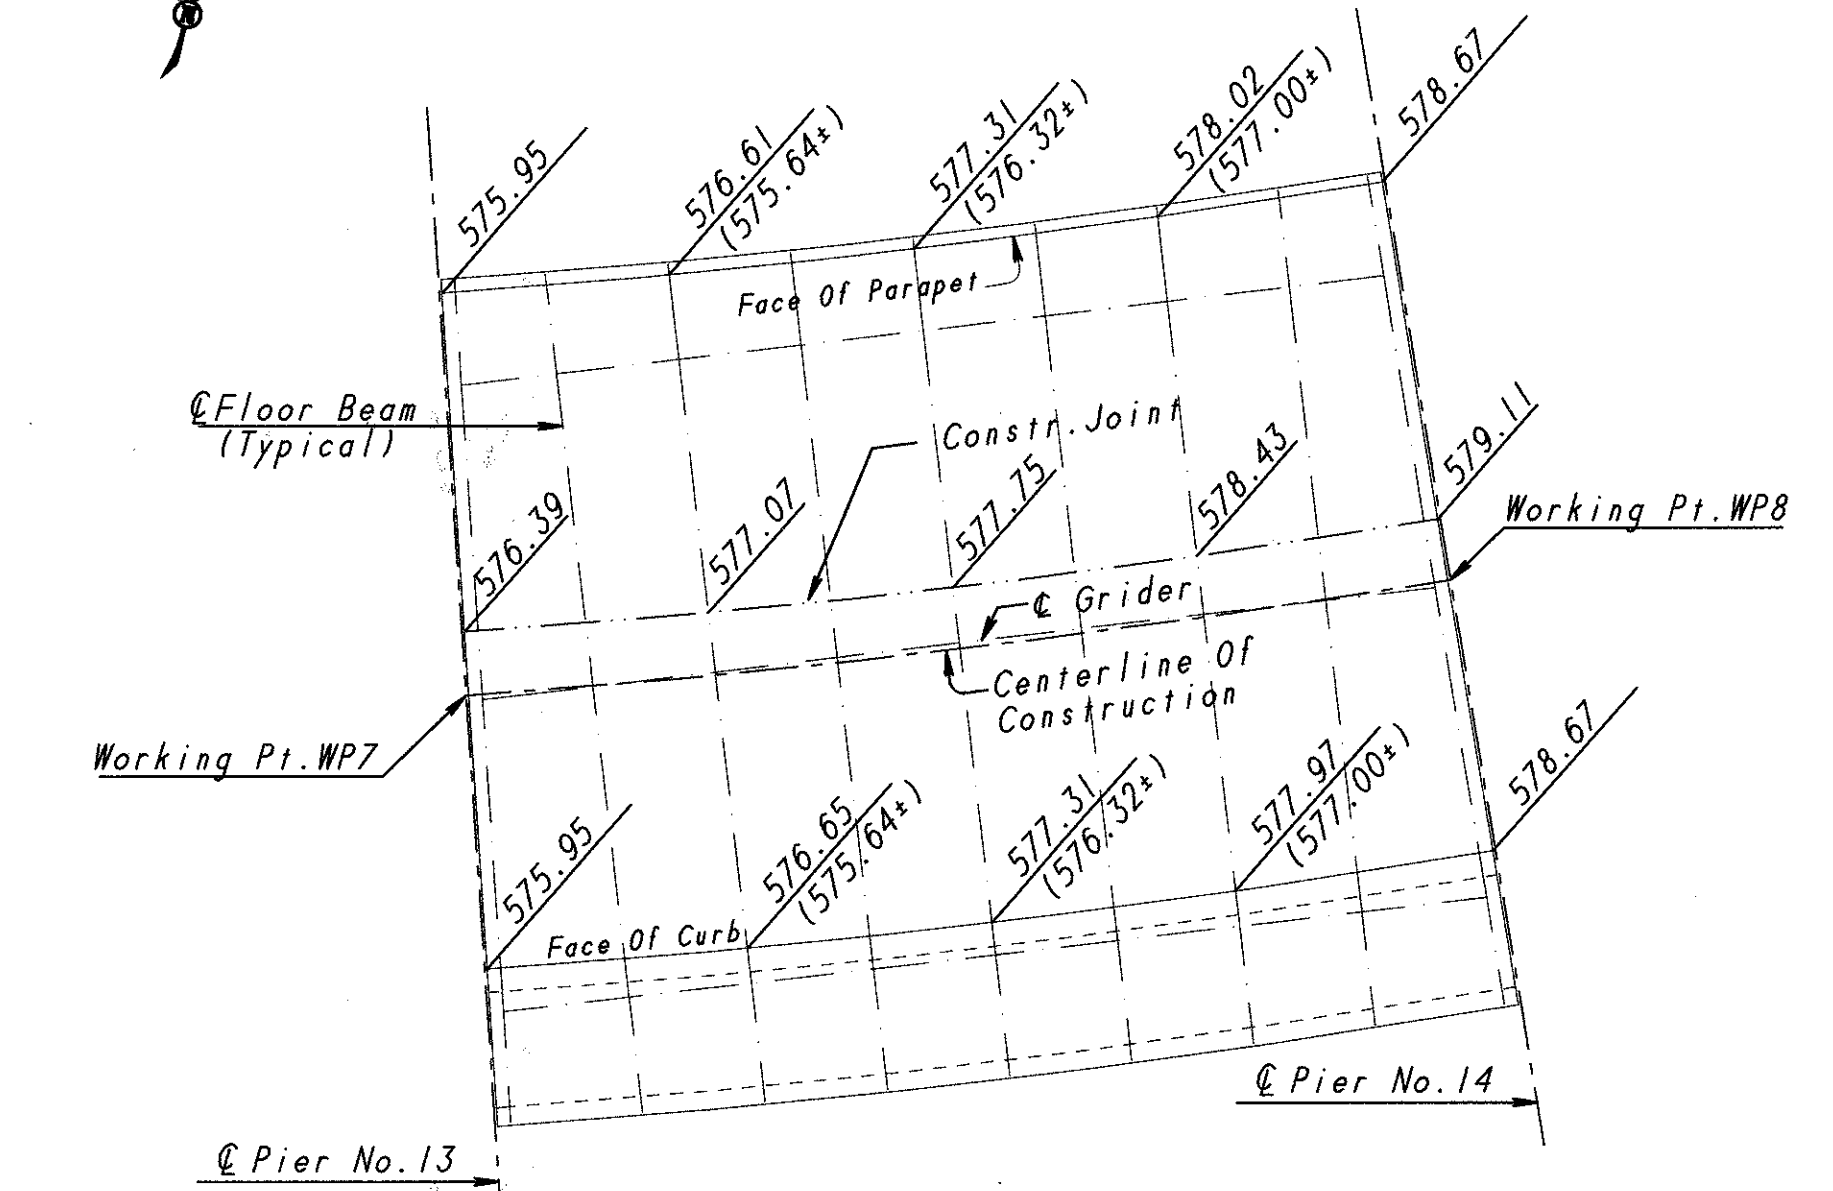 N
575.95
576.61
(575.64±)
577.31
(576.32±)
578.02
(577.00±)
578.67
Face Of Parapet
℄ Floor Beam
(Typical)
Constr. Joint
576.39
577.07
577.75
578.43
579.11
Working Pt. WP8
℄ Grider
Centerline Of
Construction
Working Pt. WP7
575.95
576.65
(575.64±)
577.31
(576.32±)
577.97
(577.00±)
578.67
Face Of Curb
℄ Pier No. 14
℄ Pier No. 13